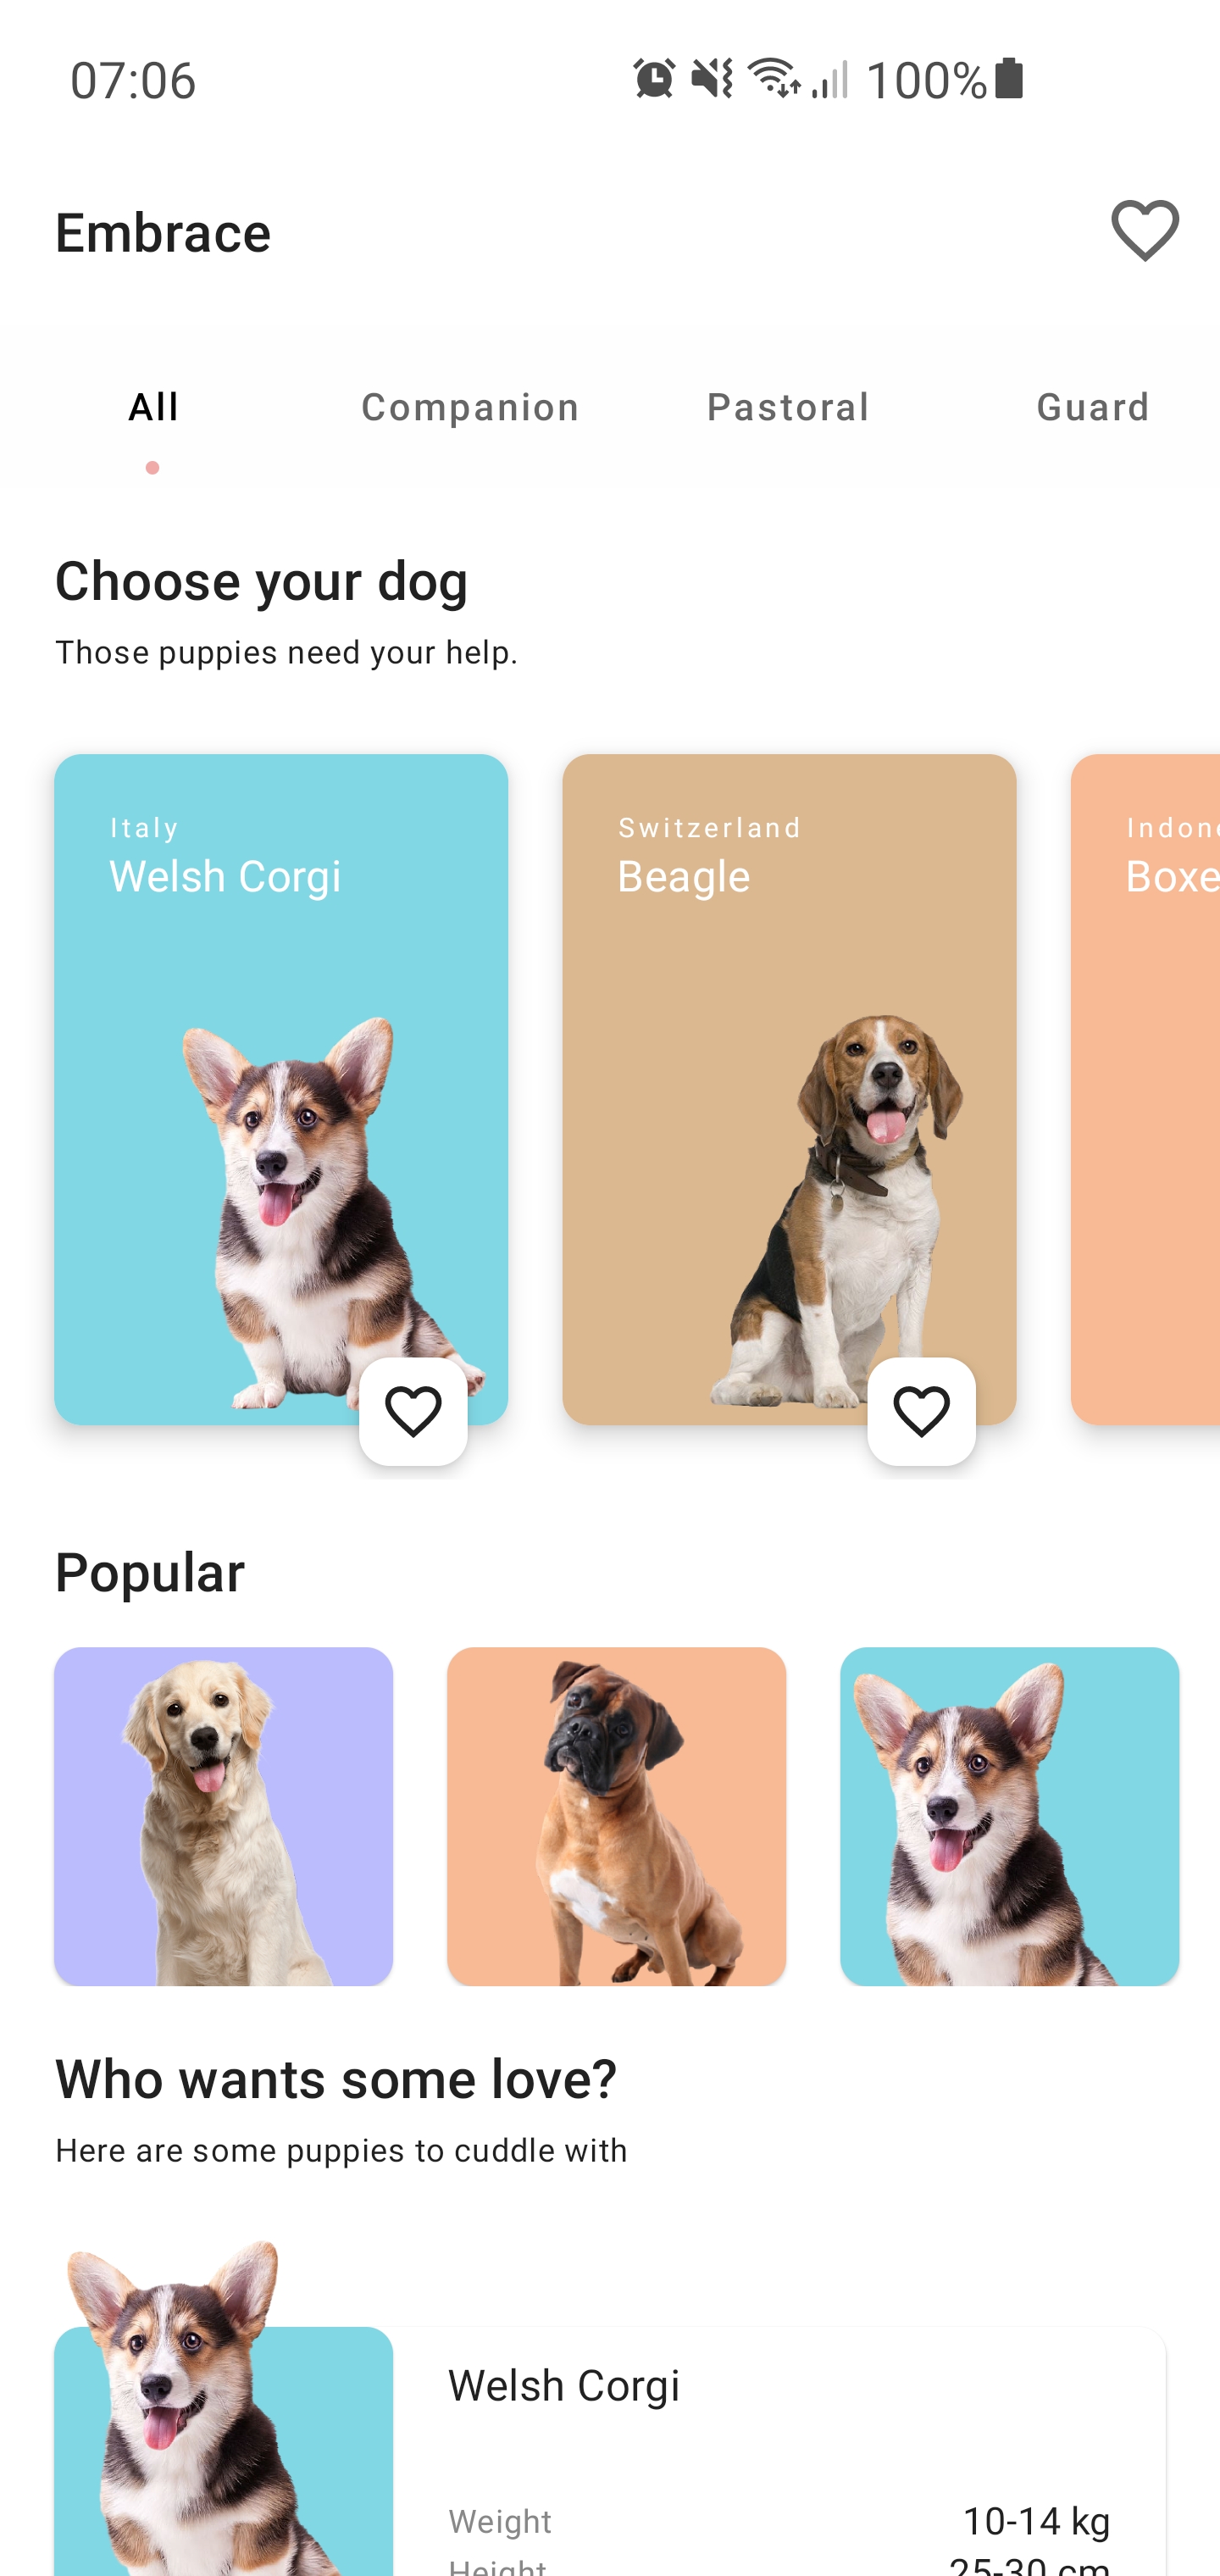 07:06 100%
Embrace
All Companion Pastoral Guard
Choose your dog
Those puppies need your help.
Italy
Welsh Corgi
Switzerland
Beagle
Indon
Boxe
Popular
Who wants some love?
Here are some puppies to cuddle with
Welsh Corgi
Weight 10-14 kg
Height 25-30 cm